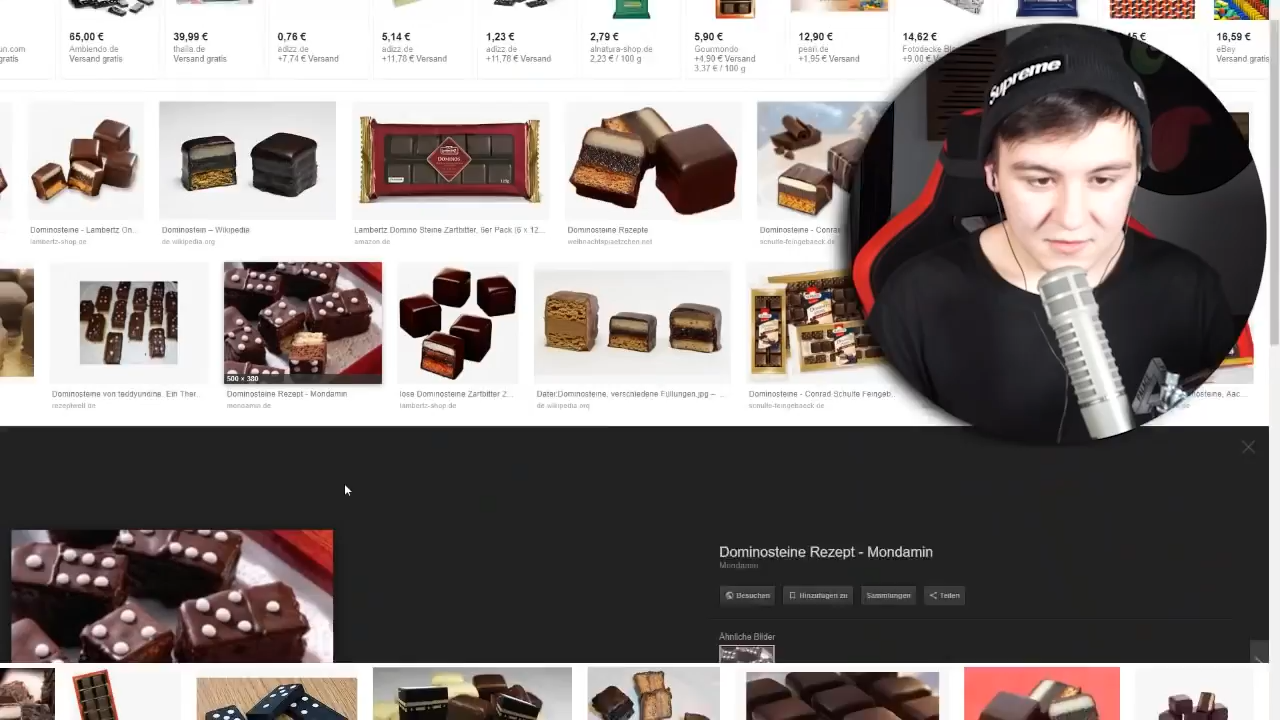 65,00 €
Ambiendo.de
Versand gratis
39,99 €
thalia.de
Versand gratis
0,76 €
adizz.de
+7,74 € Versand
5,14 €
adizz.de
+11,78 € Versand
1,23 €
adizz.de
+11,78 € Versand
2,79 €
alnatura-shop.de
2,23 € / 100 g
5,90 €
Gourmondo
+4,90 € Versand
3,37 € / 100 g
12,90 €
pearl.de
+1,95 € Versand
14,62 €
Fotodecke
+9,00 €
16,59 €
eBay
Versand gratis
Supreme
DOMINOS
Dominosteine - Lambertz On...
lambertz-shop.de
Dominostein – Wikipedia
de.wikipedia.org
Lambertz Domino Steine Zartbitter, 6er Pack (6 x 12...
amazon.de
Dominosteine Rezepte
weihnachtsplaetzchen.net
Dominosteine - Conrad
schulte-feingebaeck.de
500 × 380
Dominosteine von teddyundine. Ein Ther...
rezeptwelt.de
Dominosteine Rezept - Mondamin
mondamin.de
lose Dominosteine Zartbitter 2...
lambertz-shop.de
Datei:Dominosteine, verschiedene Füllungen.jpg – ...
de.wikipedia.org
Dominosteine - Conrad Schulte Feingeb...
schulte-feingebaeck.de
Dominosteine Rezept - Mondamin
Mondamin
Besuchen
Hinzufügen zu
Sammlungen
Teilen
Ähnliche Bilder